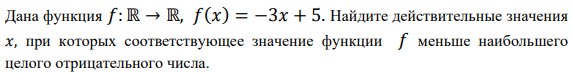 Дана функция f: ℝ → ℝ, f(x) = −3x + 5. Найдите действительные значения
x, при которых соответствующее значение функции f меньше наибольшего
целого отрицательного числа.